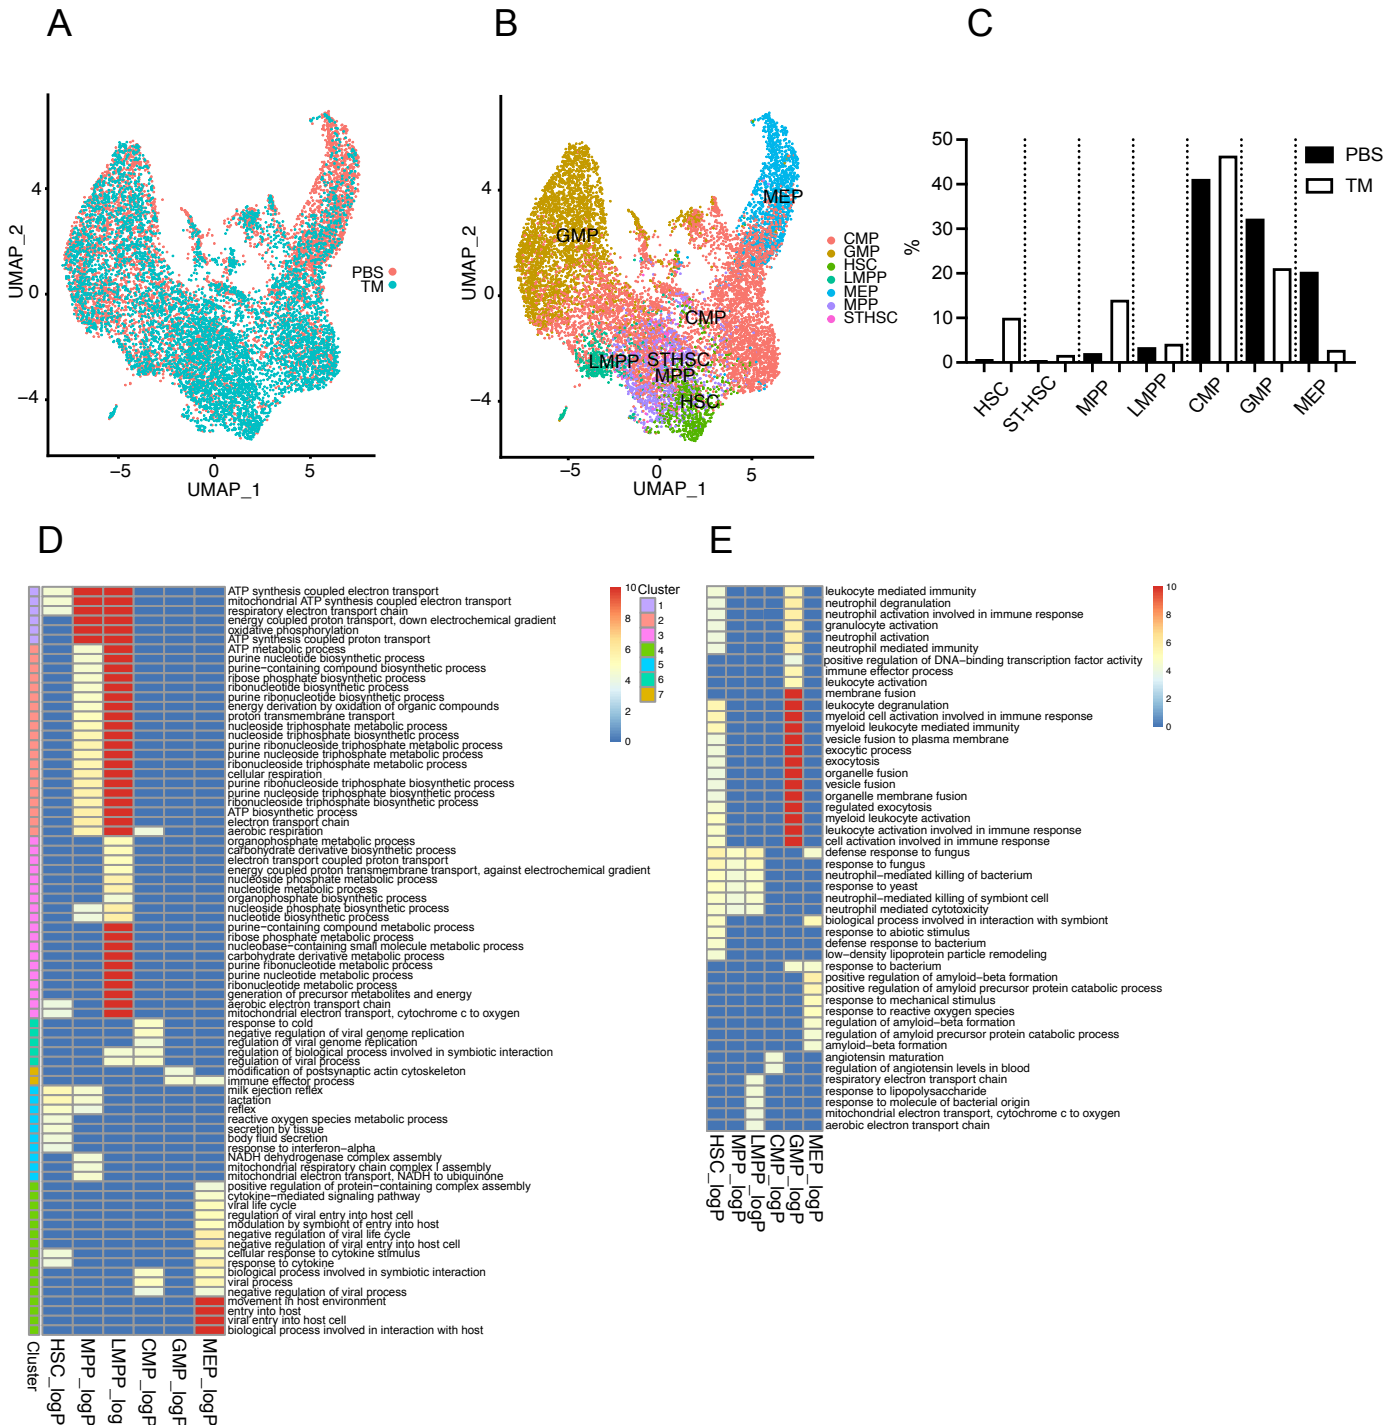 A
B
C
UMAP_2
4
0
−4
−5
0
5
UMAP_1
PBS
TM
UMAP_2
4
0
−4
−5
0
5
UMAP_1
GMP
MEP
CMP
LMPP
STHSC
MPP
HSC
CMP
GMP
HSC
LMPP
MEP
MPP
STHSC
%
50
40
30
20
10
0
HSC
ST-HSC
MPP
LMPP
CMP
GMP
MEP
PBS
TM
D
E
ATP synthesis coupled electron transport
mitochondrial ATP synthesis coupled electron transport
respiratory electron transport chain
energy coupled proton transport, down electrochemical gradient
oxidative phosphorylation
ATP synthesis coupled proton transport
ATP metabolic process
purine nucleotide biosynthetic process
purine−containing compound biosynthetic process
ribose phosphate biosynthetic process
ribonucleotide biosynthetic process
purine ribonucleotide biosynthetic process
energy derivation by oxidation of organic compounds
proton transmembrane transport
nucleoside triphosphate metabolic process
nucleoside triphosphate biosynthetic process
purine ribonucleoside triphosphate metabolic process
purine nucleoside triphosphate metabolic process
ribonucleoside triphosphate metabolic process
cellular respiration
purine ribonucleoside triphosphate biosynthetic process
purine nucleoside triphosphate biosynthetic process
ribonucleoside triphosphate biosynthetic process
ATP biosynthetic process
electron transport chain
aerobic respiration
organophosphate metabolic process
carbohydrate derivative biosynthetic process
electron transport coupled proton transport
energy coupled proton transmembrane transport, against electrochemical gradient
nucleoside phosphate metabolic process
nucleotide metabolic process
organophosphate biosynthetic process
nucleoside phosphate biosynthetic process
nucleotide biosynthetic process
purine−containing compound metabolic process
ribose phosphate metabolic process
nucleobase−containing small molecule metabolic process
carbohydrate derivative metabolic process
purine ribonucleotide metabolic process
purine nucleotide metabolic process
ribonucleotide metabolic process
generation of precursor metabolites and energy
aerobic electron transport chain
mitochondrial electron transport, cytochrome c to oxygen
response to cold
negative regulation of viral genome replication
regulation of viral genome replication
regulation of biological process involved in symbiotic interaction
regulation of viral process
modification of postsynaptic actin cytoskeleton
immune effector process
milk ejection reflex
lactation
reflex
reactive oxygen species metabolic process
secretion by tissue
body fluid secretion
response to interferon−alpha
NADH dehydrogenase complex assembly
mitochondrial respiratory chain complex I assembly
mitochondrial electron transport, NADH to ubiquinone
positive regulation of protein−containing complex assembly
cytokine−mediated signaling pathway
viral life cycle
regulation of viral entry into host cell
modulation by symbiont of entry into host
negative regulation of viral life cycle
negative regulation of viral entry into host cell
cellular response to cytokine stimulus
response to cytokine
biological process involved in symbiotic interaction
viral process
negative regulation of viral process
movement in host environment
entry into host
viral entry into host cell
biological process involved in interaction with host
Cluster
HSC_logP
MPP_logP
LMPP_log
CMP_logP
GMP_logP
MEP_logP
10
8
6
4
2
0
Cluster
1
2
3
4
5
6
7
leukocyte mediated immunity
neutrophil degranulation
neutrophil activation involved in immune response
granulocyte activation
neutrophil activation
neutrophil mediated immunity
positive regulation of DNA−binding transcription factor activity
immune effector process
leukocyte activation
membrane fusion
leukocyte degranulation
myeloid cell activation involved in immune response
myeloid leukocyte mediated immunity
vesicle fusion to plasma membrane
exocytic process
exocytosis
organelle fusion
vesicle fusion
organelle membrane fusion
regulated exocytosis
myeloid leukocyte activation
leukocyte activation involved in immune response
cell activation involved in immune response
defense response to fungus
response to fungus
neutrophil−mediated killing of bacterium
response to yeast
neutrophil−mediated killing of symbiont cell
neutrophil mediated cytotoxicity
biological process involved in interaction with symbiont
response to abiotic stimulus
defense response to bacterium
low−density lipoprotein particle remodeling
response to bacterium
positive regulation of amyloid−beta formation
positive regulation of amyloid precursor protein catabolic process
response to mechanical stimulus
response to reactive oxygen species
regulation of amyloid−beta formation
regulation of amyloid precursor protein catabolic process
amyloid−beta formation
angiotensin maturation
regulation of angiotensin levels in blood
respiratory electron transport chain
response to lipopolysaccharide
response to molecule of bacterial origin
mitochondrial electron transport, cytochrome c to oxygen
aerobic electron transport chain
HSC_logP
MPP_logP
LMPP_logP
CMP_logP
GMP_logP
MEP_logP
10
8
6
4
2
0